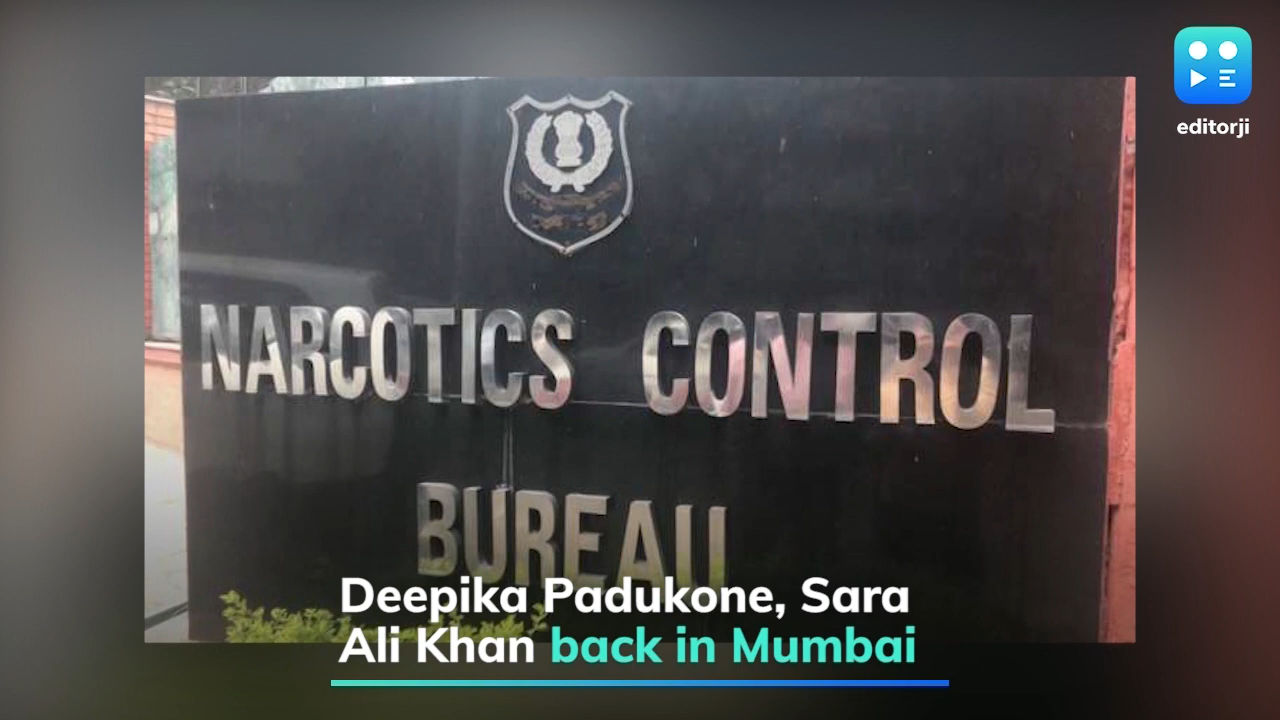 editorji
NARCOTICS CONTROL
BUREAU
Deepika Padukone, Sara
Ali Khan back in Mumbai